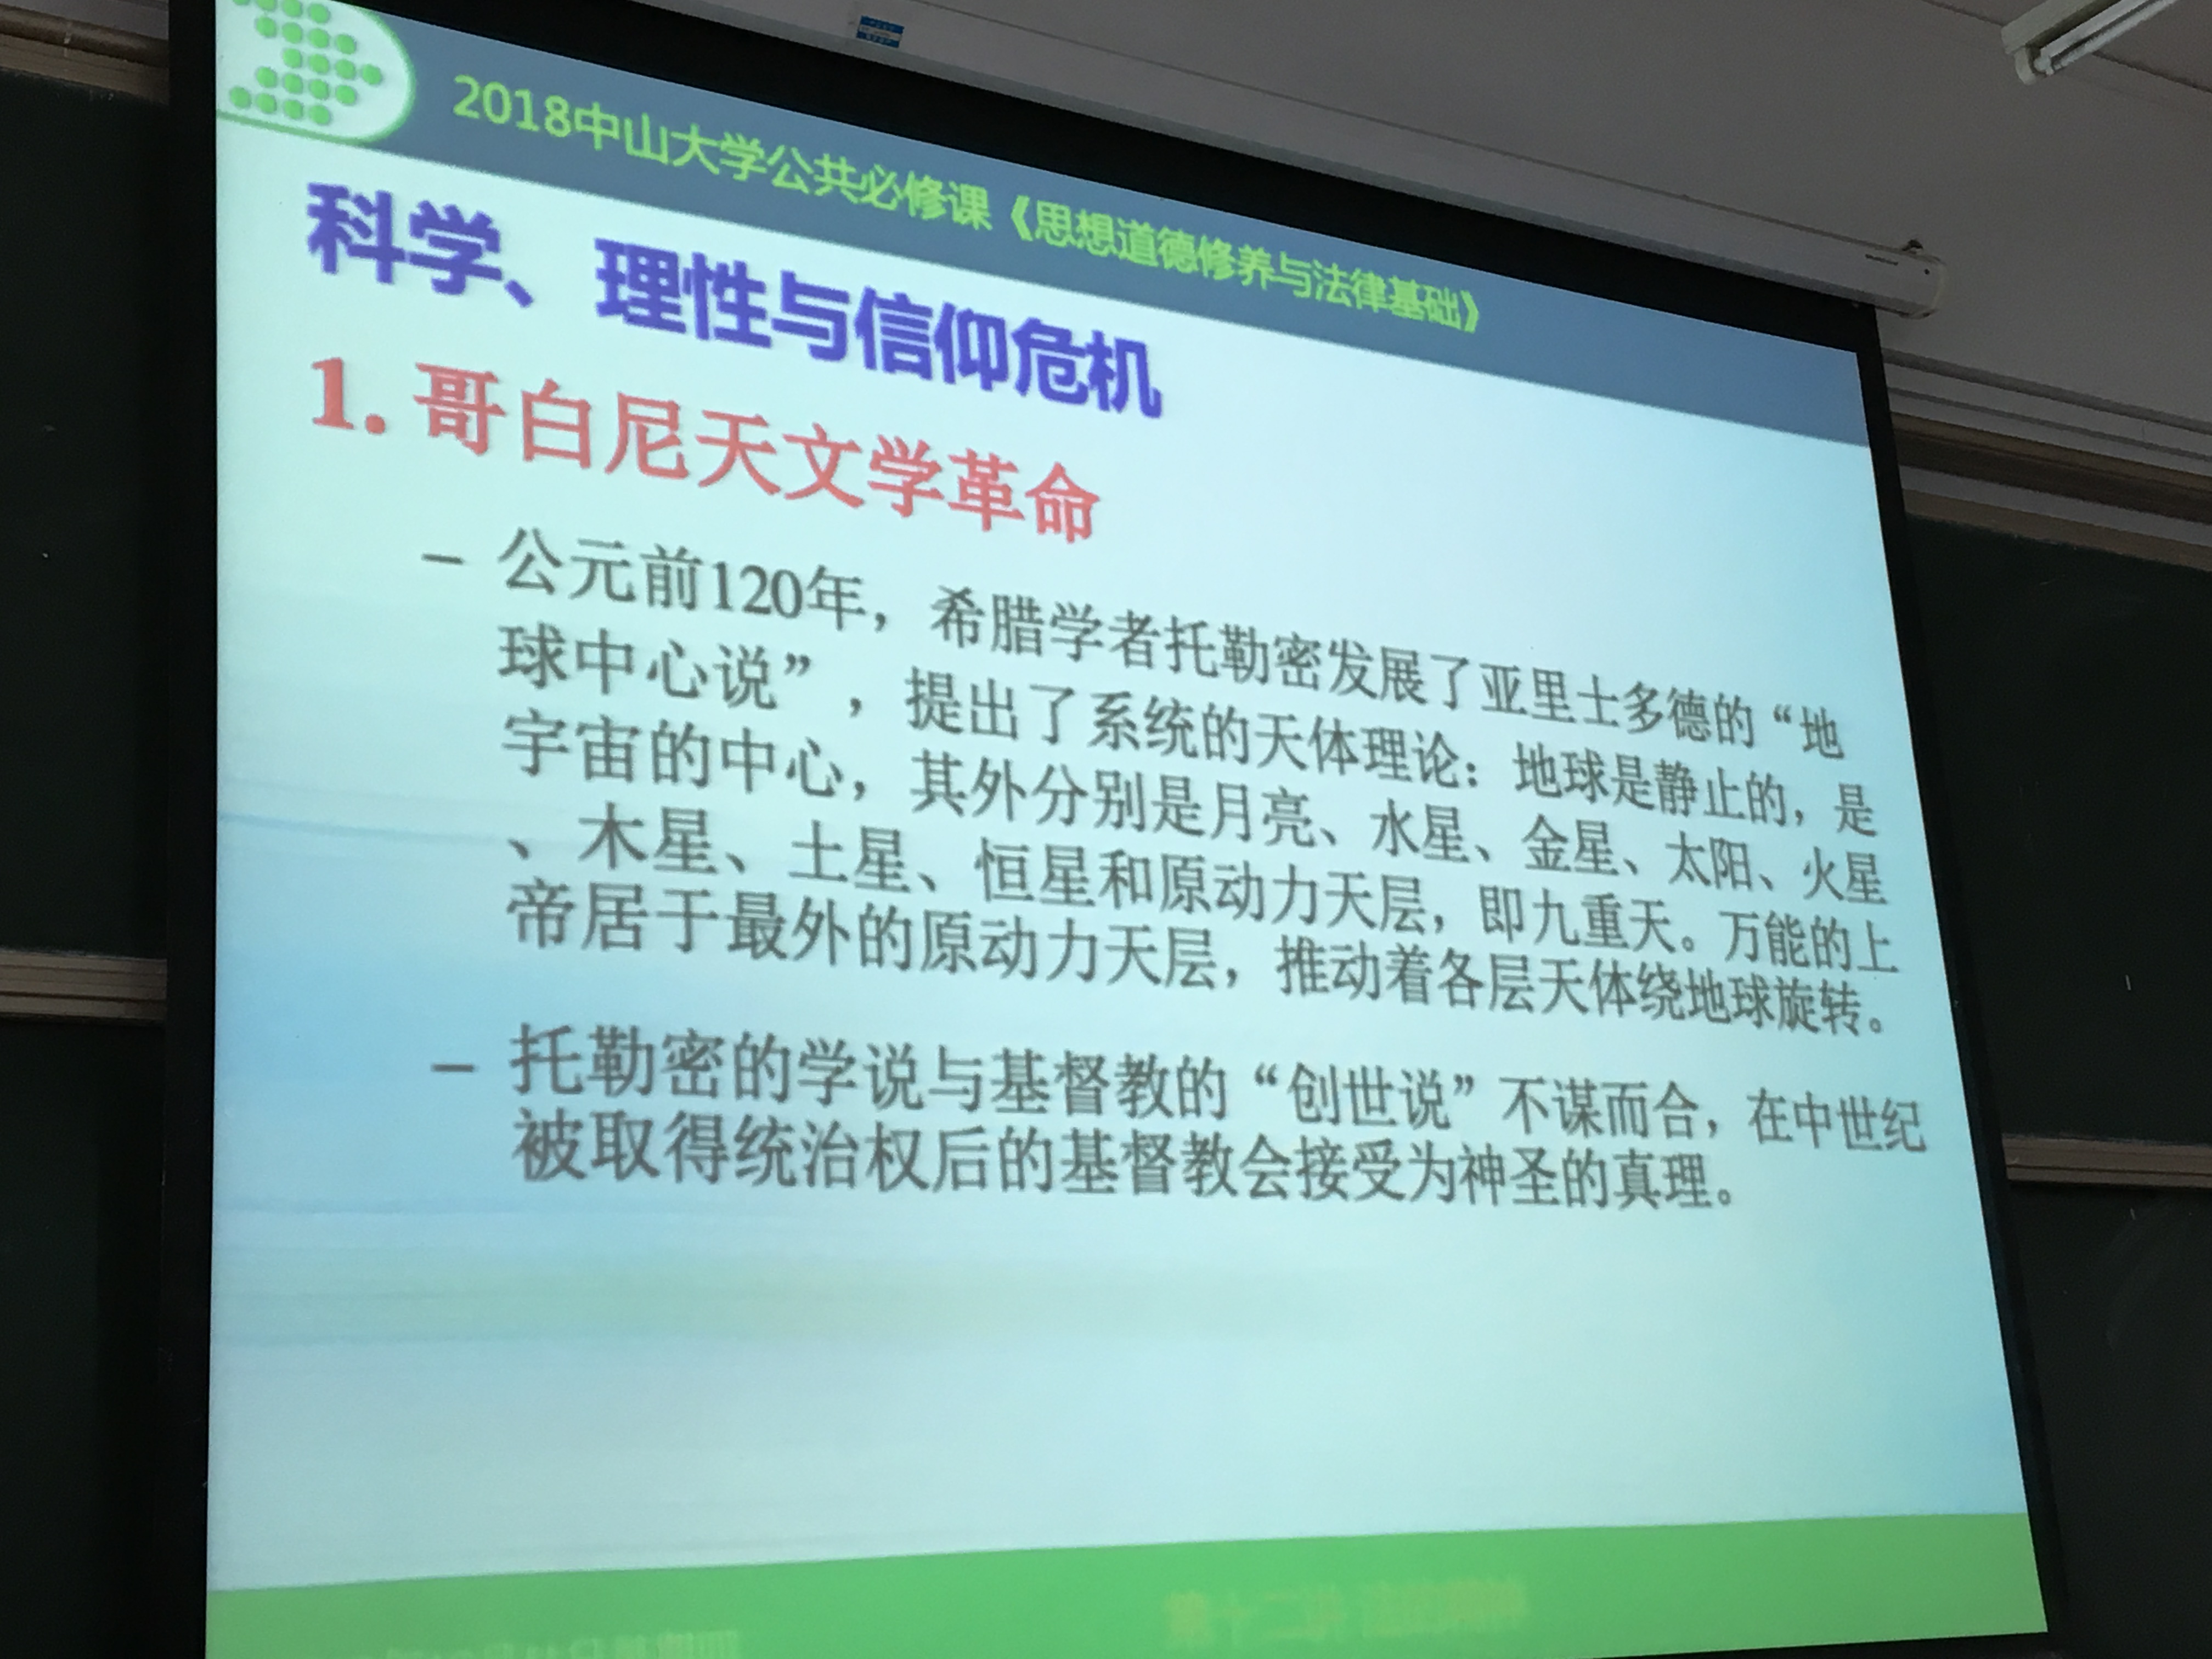 2018中山大学公共必修课《思想道德修养与法律基础》
科学、理性与信仰危机
1. 哥白尼天文学革命
– 公元前120年，希腊学者托勒密发展了亚里士多德的“地
球中心说”，提出了系统的天体理论：地球是静止的，是
宇宙的中心，其外分别是月亮、水星、金星、太阳、火星
、木星、土星、恒星和原动力天层，即九重天。万能的上
帝居于最外的原动力天层，推动着各层天体绕地球旋转。
– 托勒密的学说与基督教的“创世说”不谋而合，在中世纪
被取得统治权后的基督教会接受为神圣的真理。